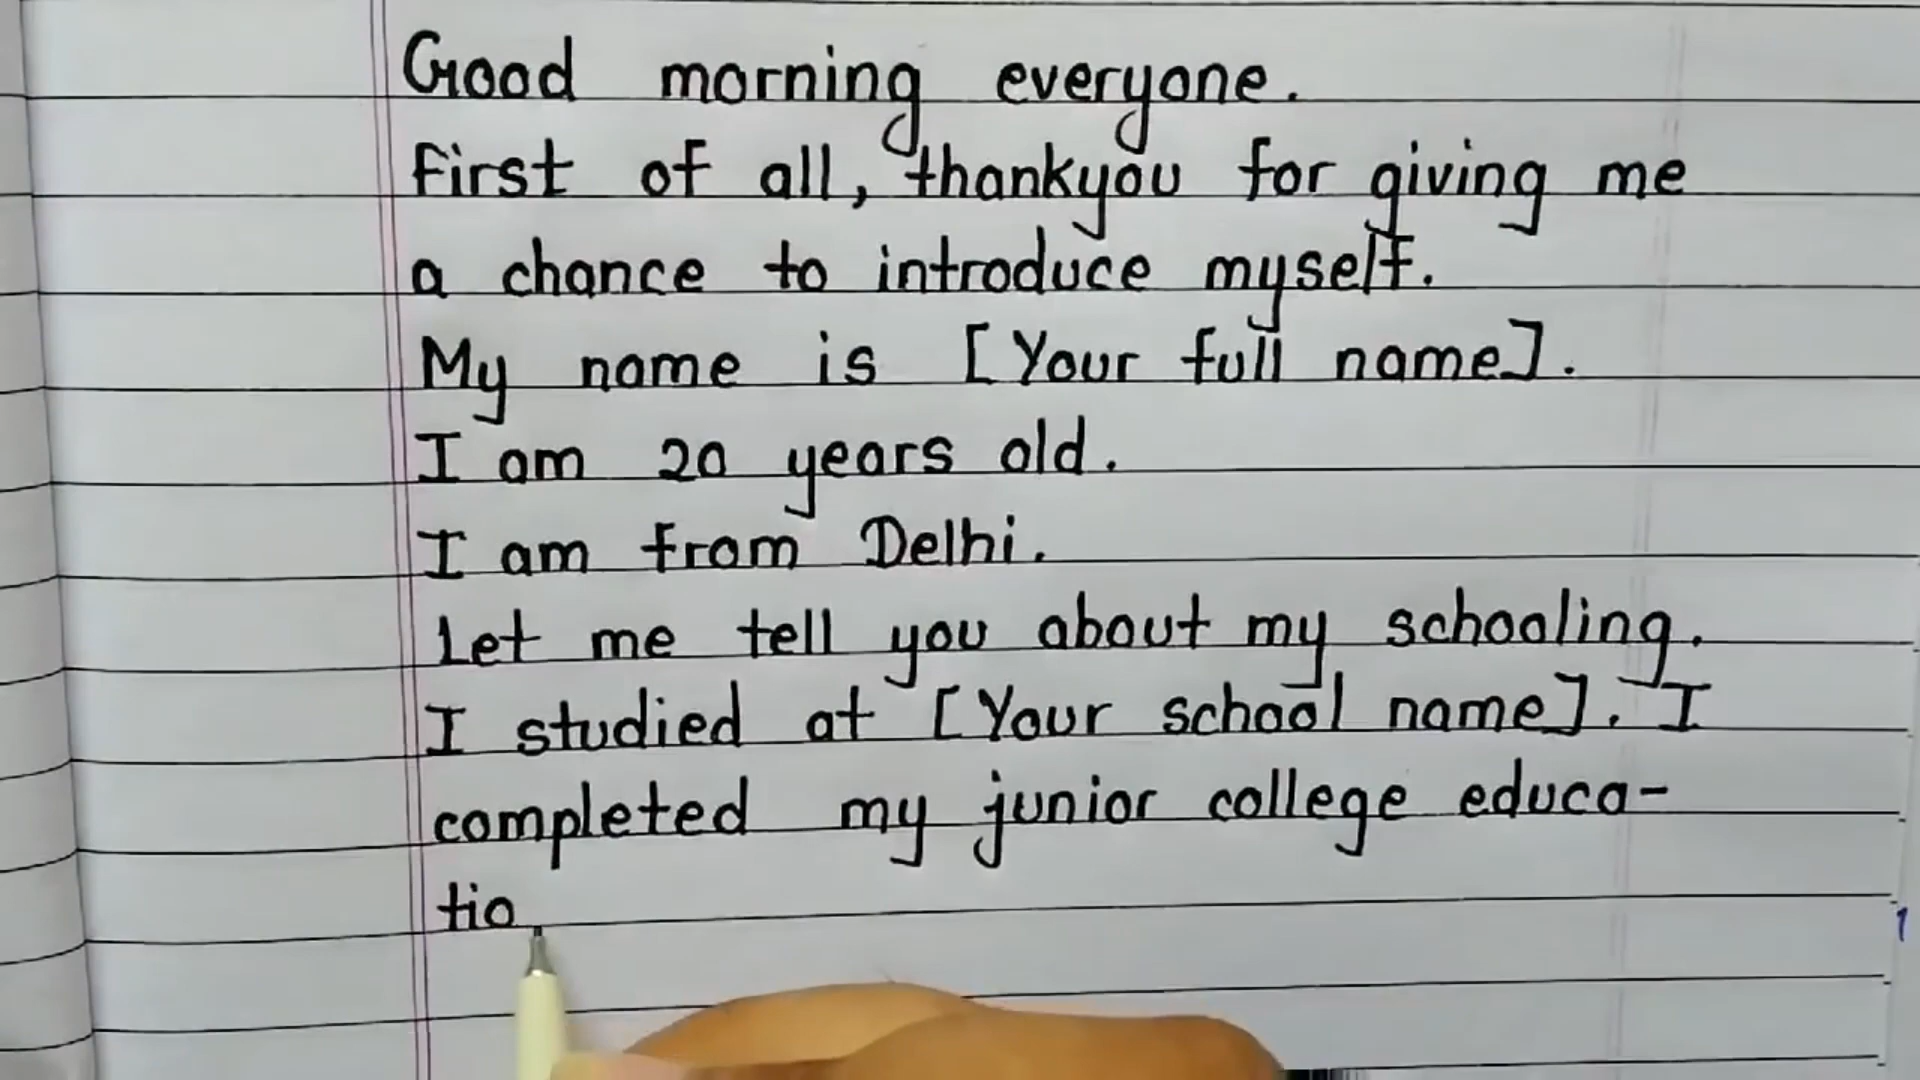 Good morning everyone.
First of all, thankyou for giving me
a chance to introduce myself.
My name is [Your full name].
I am 20 years old.
I am from Delhi.
Let me tell you about my schooling.
I studied at [Your school name]. I
completed my junior college educa-
tio